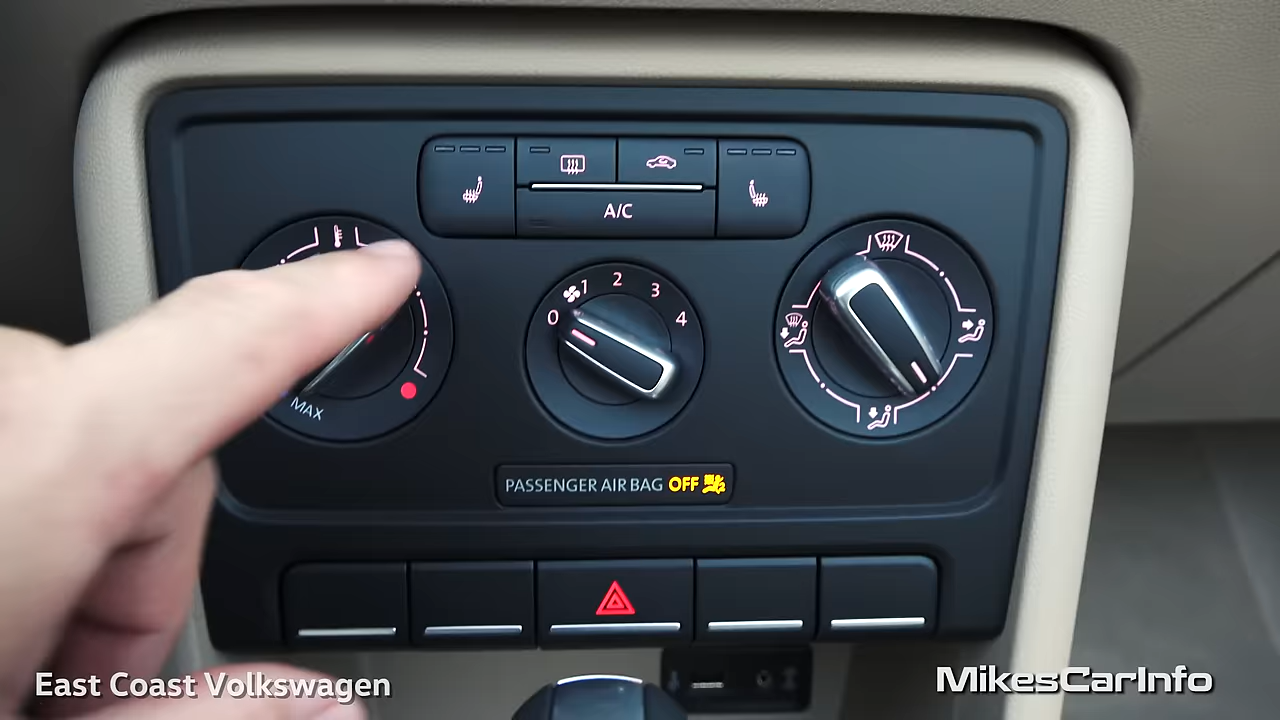 A/C
0 1 2 3 4
MAX
PASSENGER AIR BAG OFF
East Coast Volkswagen
MikesCarInfo